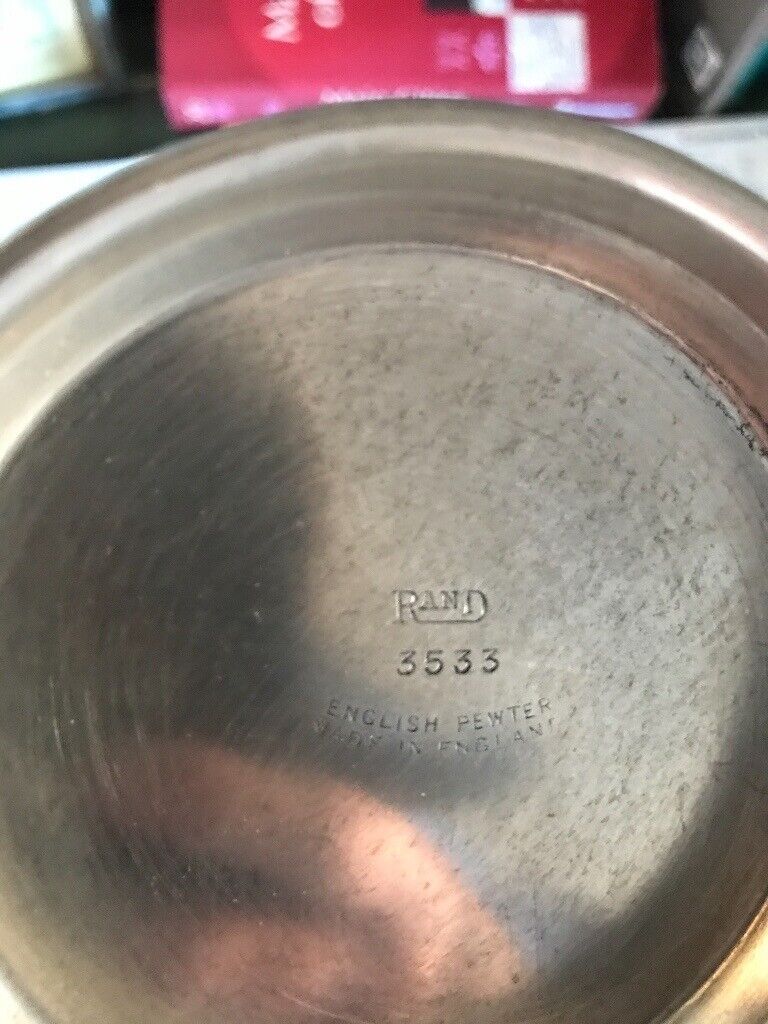 RAND
3533
ENGLISH PEWTER
MADE IN ENGLAND